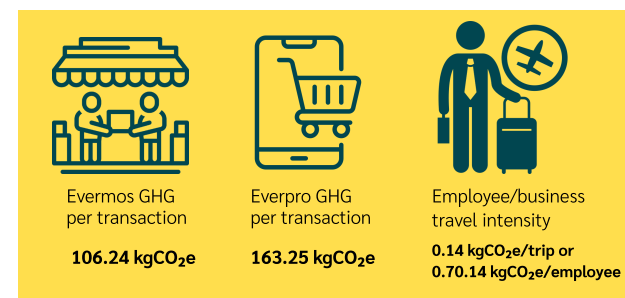 Evermos GHG
per transaction
106.24 kgCO₂e
Everpro GHG
per transaction
163.25 kgCO₂e
Employee/business
travel intensity
0.14 kgCO₂e/trip or
0.70.14 kgCO₂e/employee